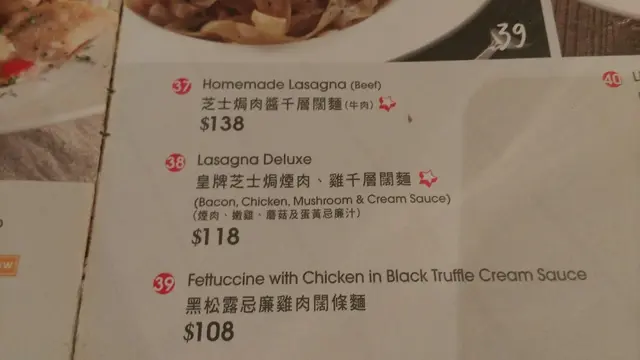 39
37 Homemade Lasagna (Beef)
芝士焗肉醬千層闊麵(牛肉)
$138
38 Lasagna Deluxe
皇牌芝士焗煙肉、雞千層闊麵
(Bacon, Chicken, Mushroom & Cream Sauce)
(煙肉、嫩雞、蘑菇及蛋黃忌廉汁)
$118
39 Fettuccine with Chicken in Black Truffle Cream Sauce
黑松露忌廉雞肉闊條麵
$108
40